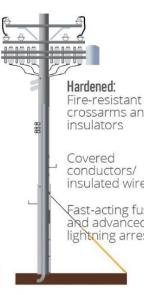 Hardened:
Fire-resistant
crossarms an
insulators
Covered
conductors/
insulated wire
Fast-acting fu
and advanced
lightning arres